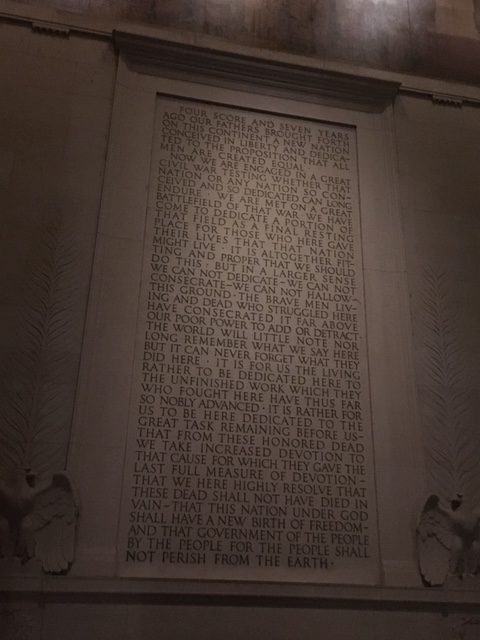 FOUR SCORE AND SEVEN YEARS
AGO OUR FATHERS BROUGHT FORTH
ON THIS CONTINENT A NEW NATION
CONCEIVED IN LIBERTY AND DEDICA-
TED TO THE PROPOSITION THAT ALL
MEN ARE CREATED EQUAL ·
NOW WE ARE ENGAGED IN A GREAT
CIVIL WAR TESTING WHETHER THAT
NATION OR ANY NATION SO CON-
CEIVED AND SO DEDICATED CAN LONG
ENDURE · WE ARE MET ON A GREAT
BATTLEFIELD OF THAT WAR · WE HAVE
COME TO DEDICATE A PORTION OF
THAT FIELD AS A FINAL RESTING
PLACE FOR THOSE WHO HERE GAVE
THEIR LIVES THAT THAT NATION
MIGHT LIVE · IT IS ALTOGETHER FIT-
TING AND PROPER THAT WE SHOULD
DO THIS · BUT IN A LARGER SENSE
WE CAN NOT DEDICATE–WE CAN NOT
CONSECRATE–WE CAN NOT HALLOW–
THIS GROUND · THE BRAVE MEN LIV-
ING AND DEAD WHO STRUGGLED HERE
HAVE CONSECRATED IT FAR ABOVE
OUR POOR POWER TO ADD OR DETRACT·
THE WORLD WILL LITTLE NOTE NOR
LONG REMEMBER WHAT WE SAY HERE
BUT IT CAN NEVER FORGET WHAT THEY
DID HERE · IT IS FOR US THE LIVING
RATHER TO BE DEDICATED HERE TO
THE UNFINISHED WORK WHICH THEY
WHO FOUGHT HERE HAVE THUS FAR
SO NOBLY ADVANCED · IT IS RATHER FOR
US TO BE HERE DEDICATED TO THE
GREAT TASK REMAINING BEFORE US–
THAT FROM THESE HONORED DEAD
WE TAKE INCREASED DEVOTION TO
THAT CAUSE FOR WHICH THEY GAVE THE
LAST FULL MEASURE OF DEVOTION–
THAT WE HERE HIGHLY RESOLVE THAT
THESE DEAD SHALL NOT HAVE DIED IN
VAIN–THAT THIS NATION UNDER GOD
SHALL HAVE A NEW BIRTH OF FREEDOM–
AND THAT GOVERNMENT OF THE PEOPLE
BY THE PEOPLE FOR THE PEOPLE SHALL
NOT PERISH FROM THE EARTH ·